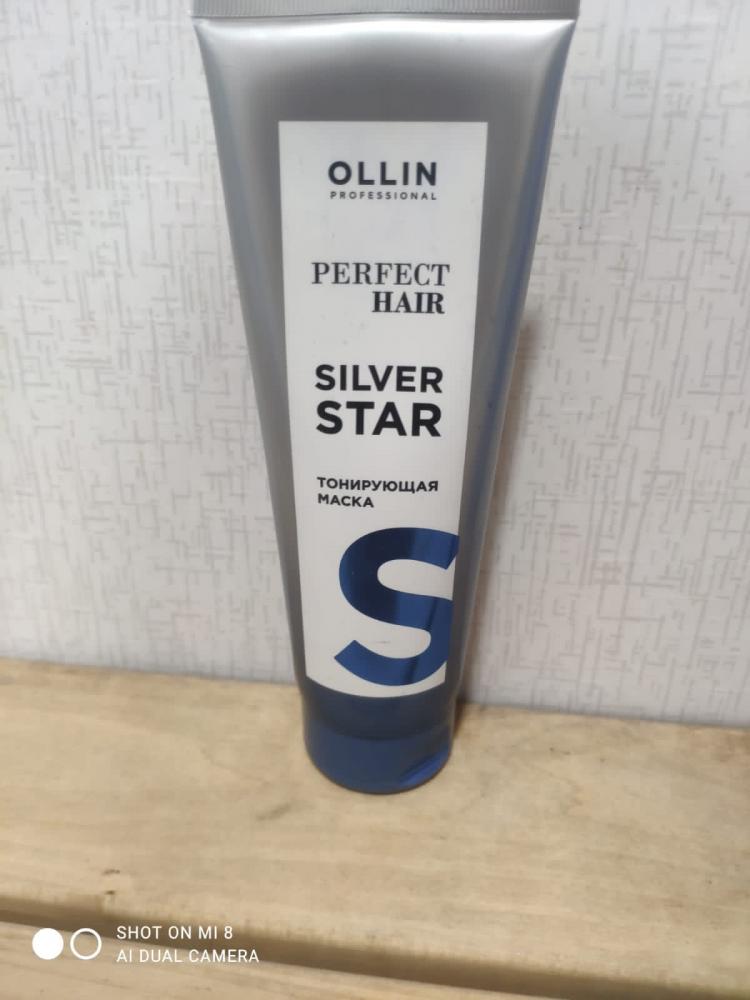 OLLIN
PROFESSIONAL
PERFECT
HAIR
SILVER
STAR
ТОНИРУЮЩАЯ
МАСКА
S
SHOT ON MI 8
AI DUAL CAMERA